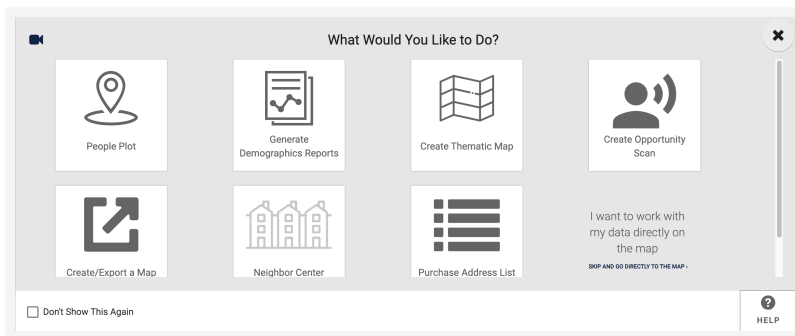 What Would You Like to Do?
People Plot
Generate
Demographics Reports
Create Thematic Map
Create Opportunity
Scan
Create/Export a Map
Neighbor Center
Purchase Address List
I want to work with
my data directly on
the map
SKIP AND GO DIRECTLY TO THE MAP ›
Don't Show This Again
HELP